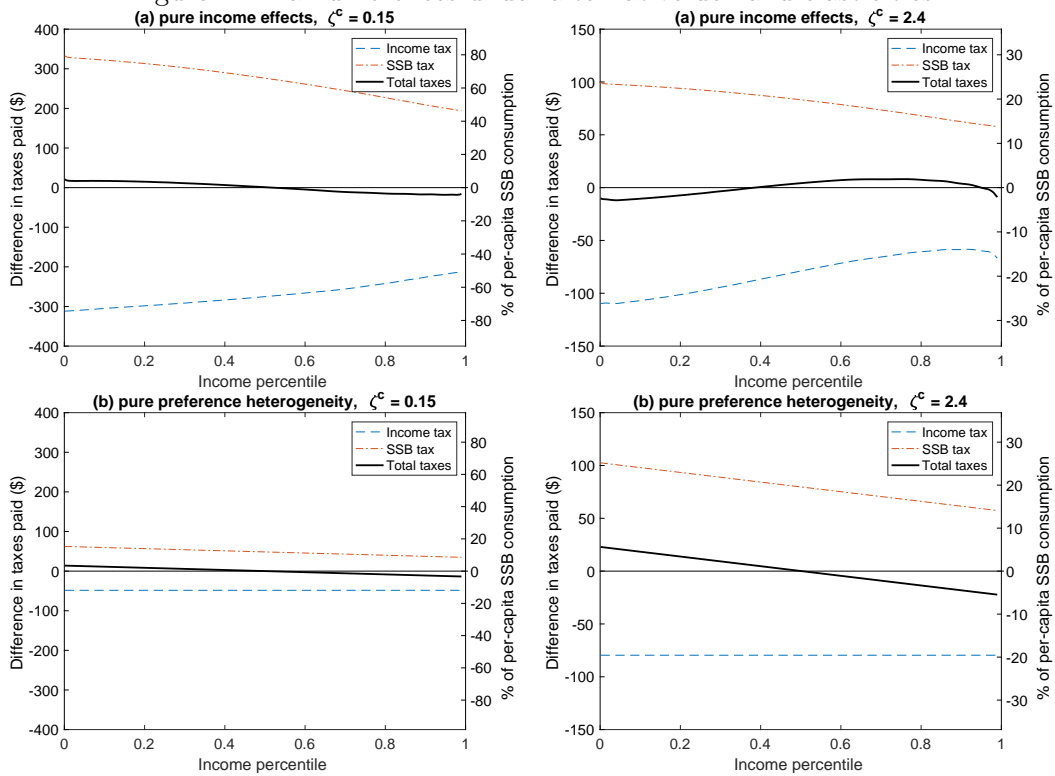 (a) pure income effects, ζc = 0.15
400
300
200
100
0
-100
-200
-300
-400
Difference in taxes paid ($)
80
60
40
20
0
-20
-40
-60
-80
% of per-capita SSB consumption
Income tax
SSB tax
Total taxes
0 0.2 0.4 0.6 0.8 1
Income percentile
(a) pure income effects, ζc = 2.4
150
100
50
0
-50
-100
-150
Difference in taxes paid ($)
30
20
10
0
-10
-20
-30
% of per-capita SSB consumption
Income tax
SSB tax
Total taxes
0 0.2 0.4 0.6 0.8 1
Income percentile
(b) pure preference heterogeneity, ζc = 0.15
400
300
200
100
0
-100
-200
-300
-400
Difference in taxes paid ($)
80
60
40
20
0
-20
-40
-60
-80
% of per-capita SSB consumption
Income tax
SSB tax
Total taxes
0 0.2 0.4 0.6 0.8 1
Income percentile
(b) pure preference heterogeneity, ζc = 2.4
150
100
50
0
-50
-100
-150
Difference in taxes paid ($)
30
20
10
0
-10
-20
-30
% of per-capita SSB consumption
Income tax
SSB tax
Total taxes
0 0.2 0.4 0.6 0.8 1
Income percentile